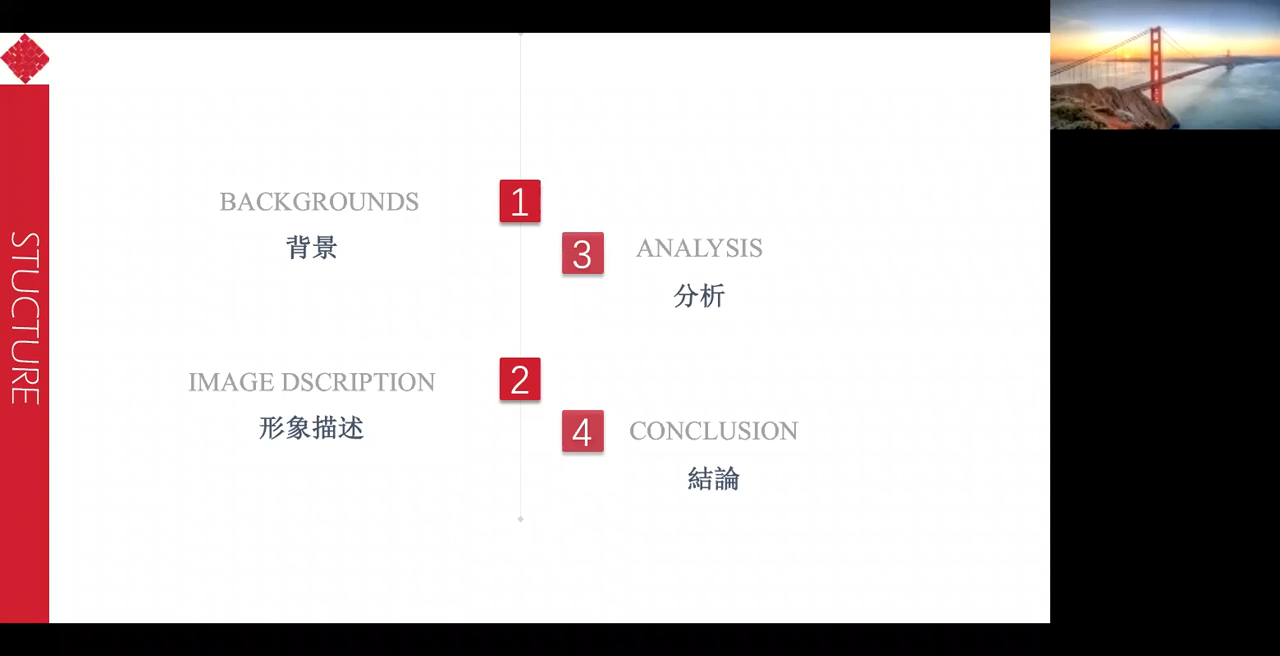 STUCTURE
BACKGROUNDS
背景
1
IMAGE DSCRIPTION
形象描述
2
3
ANALYSIS
分析
4
CONCLUSION
結論